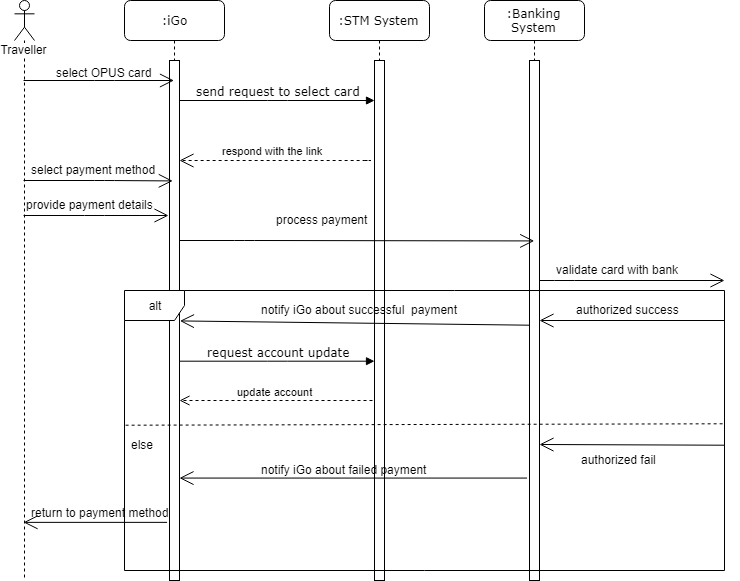 :iGo
:STM System
:Banking
System
Traveller
select OPUS card
send request to select card
respond with the link
select payment method
provide payment details
process payment
validate card with bank
alt
notify iGo about successful payment
authorized success
request account update
update account
else
authorized fail
notify iGo about failed payment
return to payment method